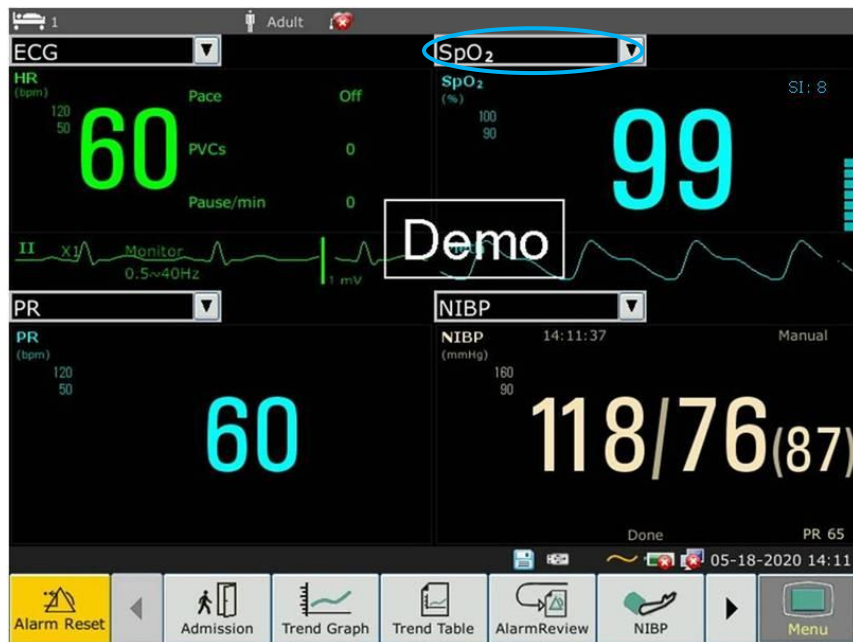 1
Adult
ECG
SpO₂
HR
(bpm)
120
50
60
Pace Off
PVCs 0
Pause/min 0
SpO₂
(%)
100
90
99
SI: 8
Demo
II X1 Monitor
0.5~40Hz
1 mV
PR
NIBP
PR
(bpm)
120
50
60
NIBP 14:11:37 Manual
(mmHg)
160
90
118/76(87)
Done PR 65
05-18-2020 14:11
Alarm Reset
Admission
Trend Graph
Trend Table
AlarmReview
NIBP
Menu